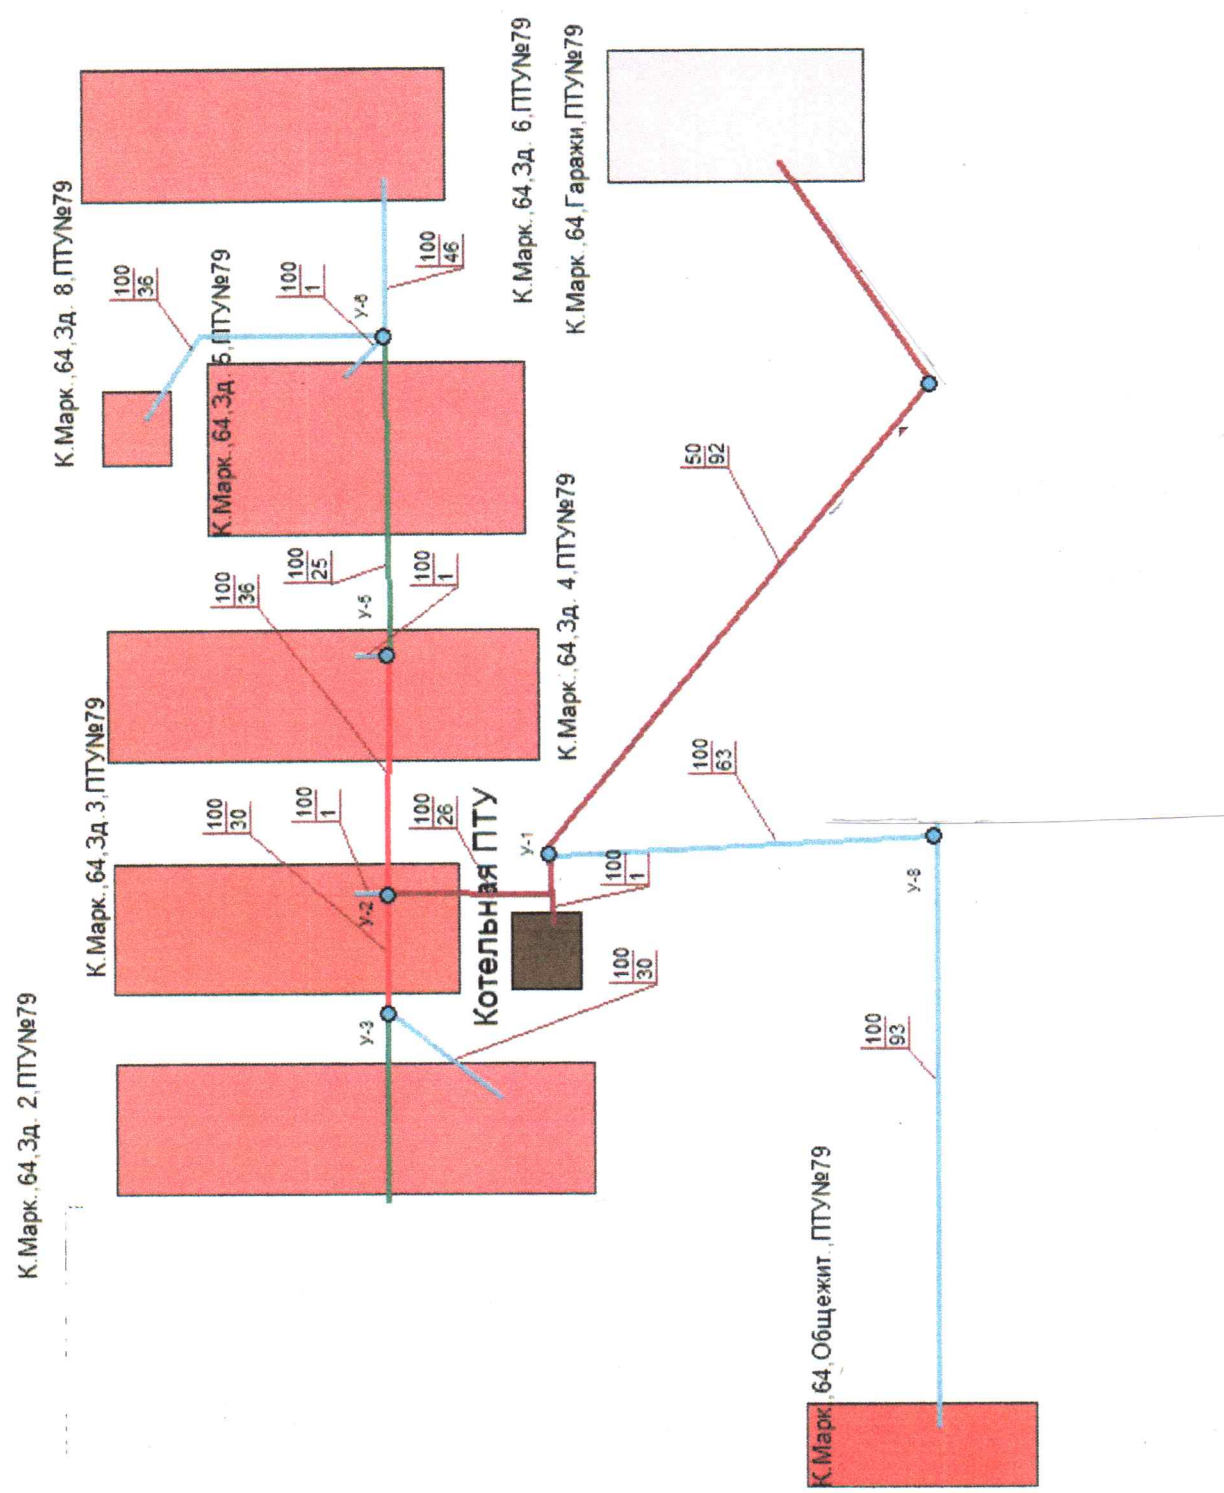 К.Марк.,64,Зд. 2,ПТУ№79
К.Марк.,64,Зд.3,ПТУ№79
К.Марк.,64,Зд. 8,ПТУ№79
100
36
К.Марк.,64,Зд. 5,ПТУ№79
100
1
У-6
100
46
100
25
100
36
У-5
100
1
100
30
100
1
У-2
100
26
У-3
Котельная ПТУ
К.Марк.,64,Зд. 6,ПТУ№79
К.Марк.,64,Гаражи,ПТУ№79
К.Марк.,64,Зд. 4,ПТУ№79
У-1
100
1
100
30
50
92
100
63
У-8
100
93
К.Марк.,64,Общежит.,ПТУ№79